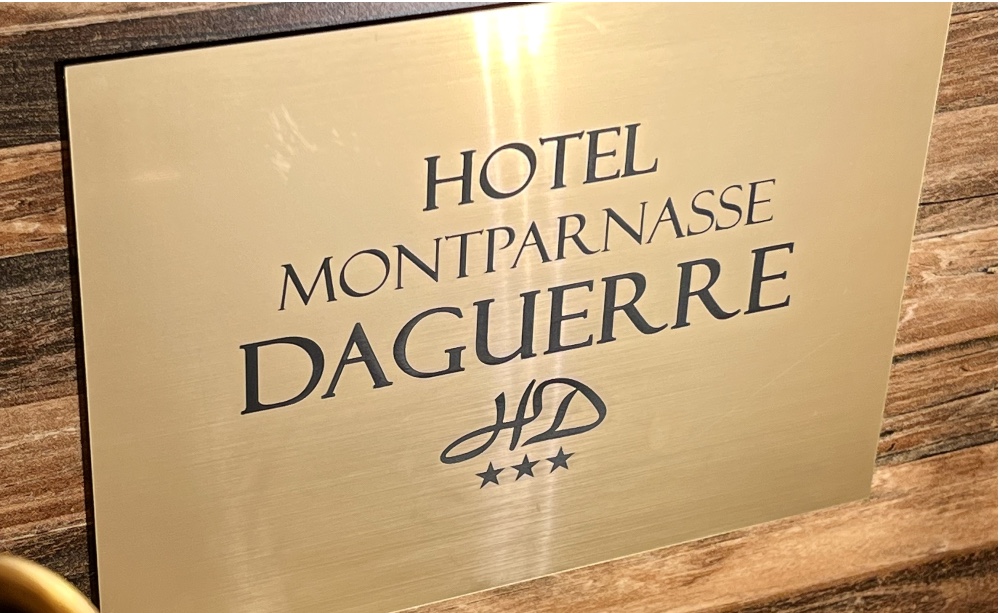 HOTEL
MONTPARNASSE
DAGUERRE
HD
★★★